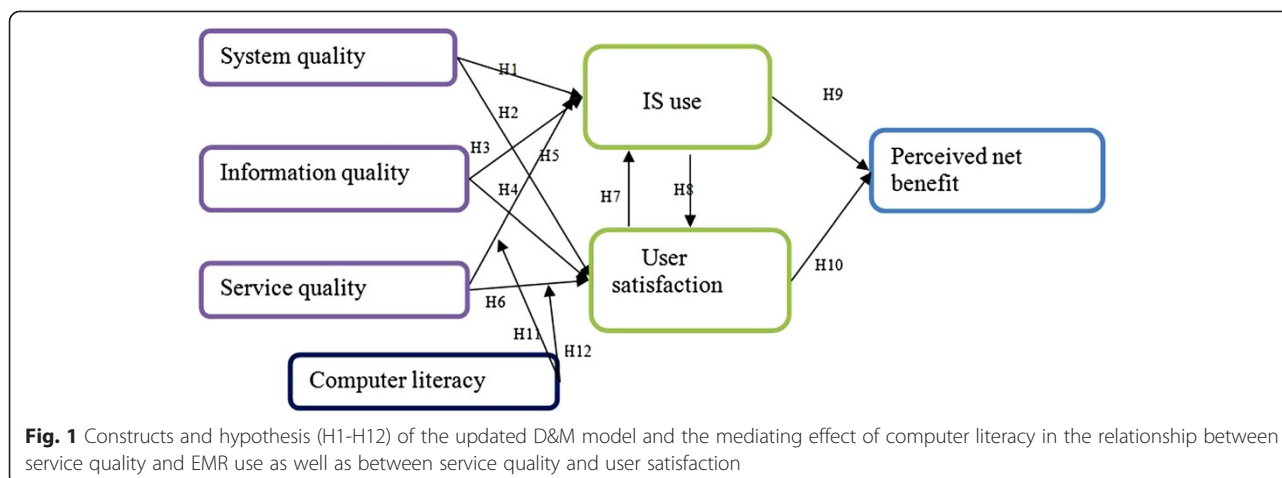 System quality
H1
IS use
H9
H2
H3
H5
Information quality
Perceived net
benefit
H4
H7
H8
Service quality
User
satisfaction
H6
H10
H11
H12
Computer literacy
Fig. 1 Constructs and hypothesis (H1-H12) of the updated D&M model and the mediating effect of computer literacy in the relationship between
service quality and EMR use as well as between service quality and user satisfaction